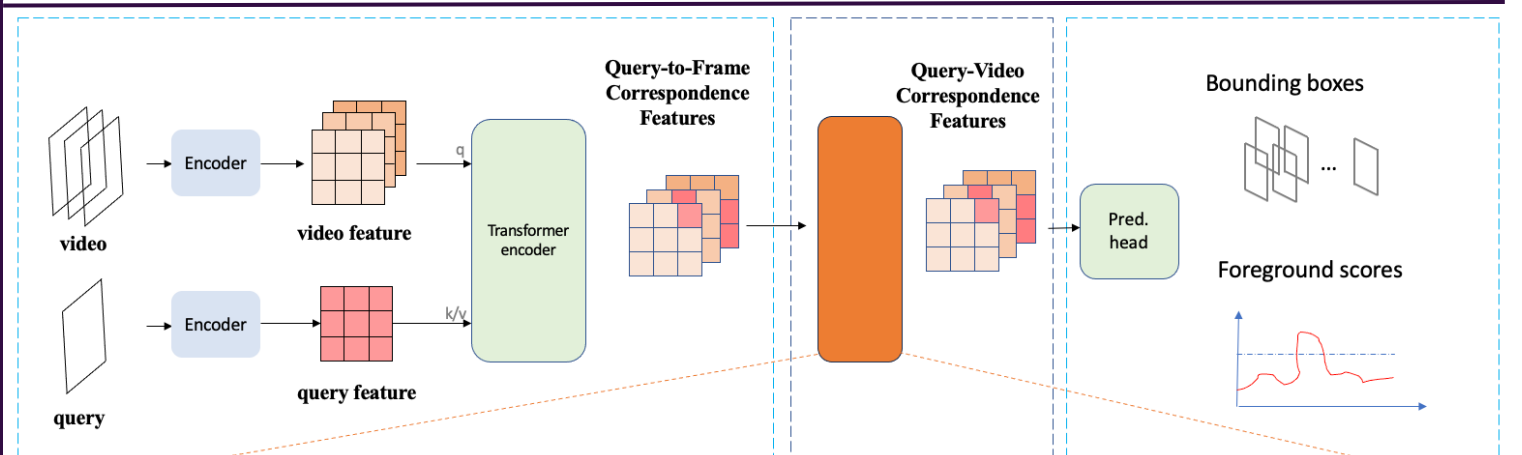 video
Encoder
video feature
query
Encoder
query feature
q
k/v
Transformer
encoder
Query-to-Frame
Correspondence
Features
Query-Video
Correspondence
Features
Pred.
head
Bounding boxes
...
Foreground scores